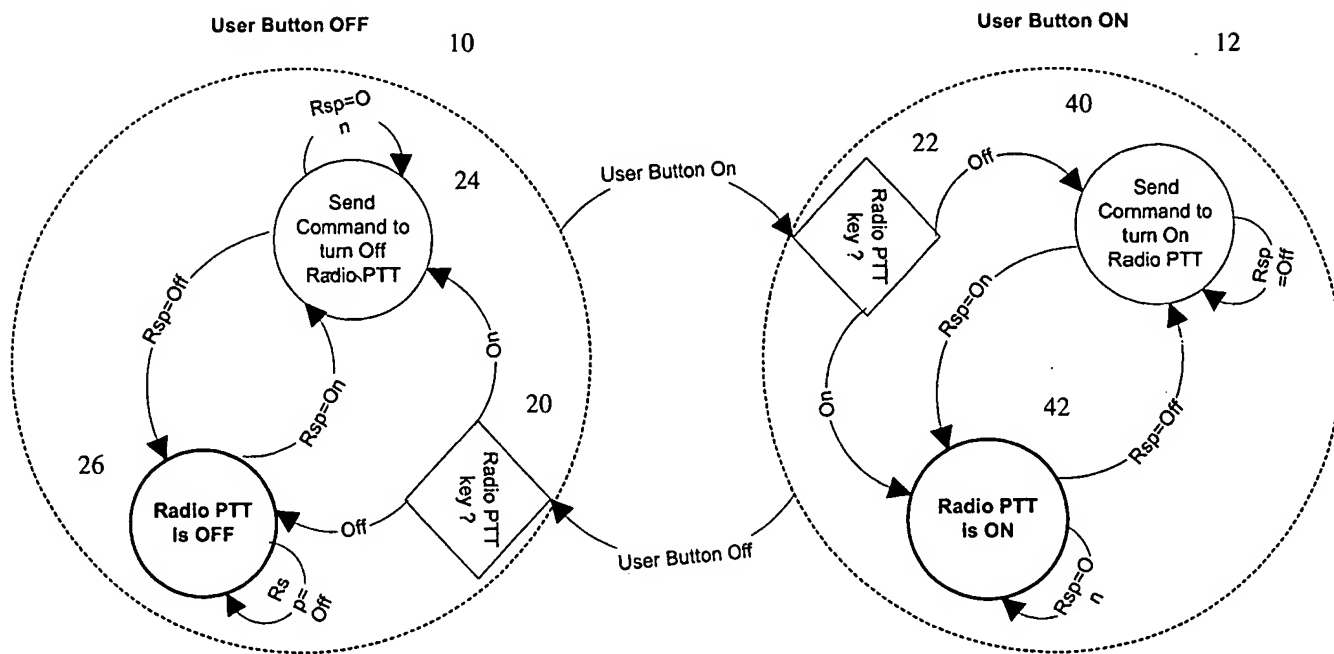 User Button OFF
10
Rsp=O
n
24
Send
Command to
turn Off
Radio PTT
Rsp=Off
Rsp=On
On
20
Radio PTT
key ?
26
Radio PTT
is OFF
Off
Rs
p=
Off
User Button On
User Button Off
User Button ON
12
40
22
Off
Radio PTT
key ?
Send
Command to
turn On
Radio PTT
Rsp
=Off
Rsp=On
On
42
Rsp=Off
Radio PTT
is ON
Rsp=O
n